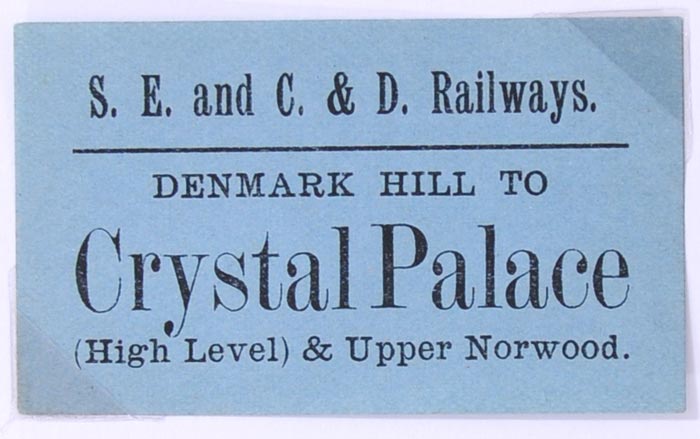 S. E. and C. & D. Railways.
DENMARK HILL TO
Crystal Palace
(High Level) & Upper Norwood.